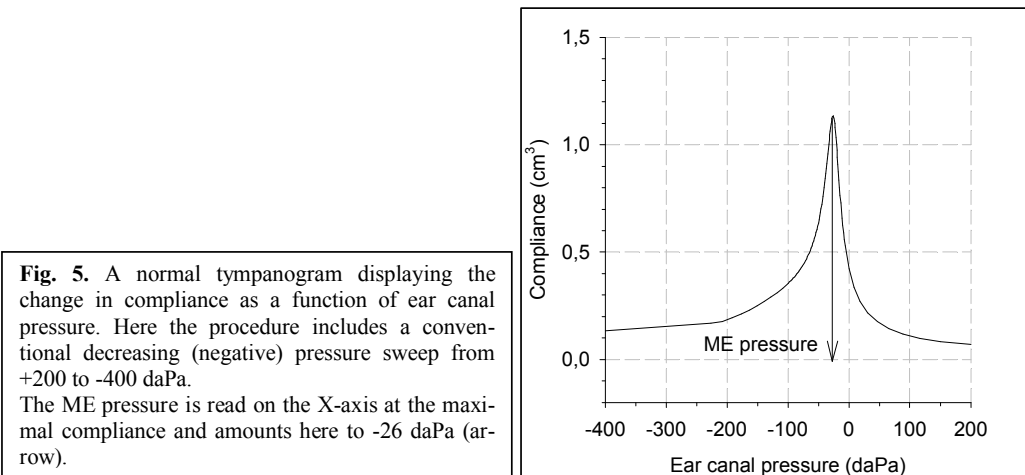 Fig. 5. A normal tympanogram displaying the
change in compliance as a function of ear canal
pressure. Here the procedure includes a conven-
tional decreasing (negative) pressure sweep from
+200 to -400 daPa.
The ME pressure is read on the X-axis at the maxi-
mal compliance and amounts here to -26 daPa (ar-
row).
Compliance (cm³)
1,5
1,0
0,5
0,0
ME pressure
-400 -300 -200 -100 0 100 200
Ear canal pressure (daPa)